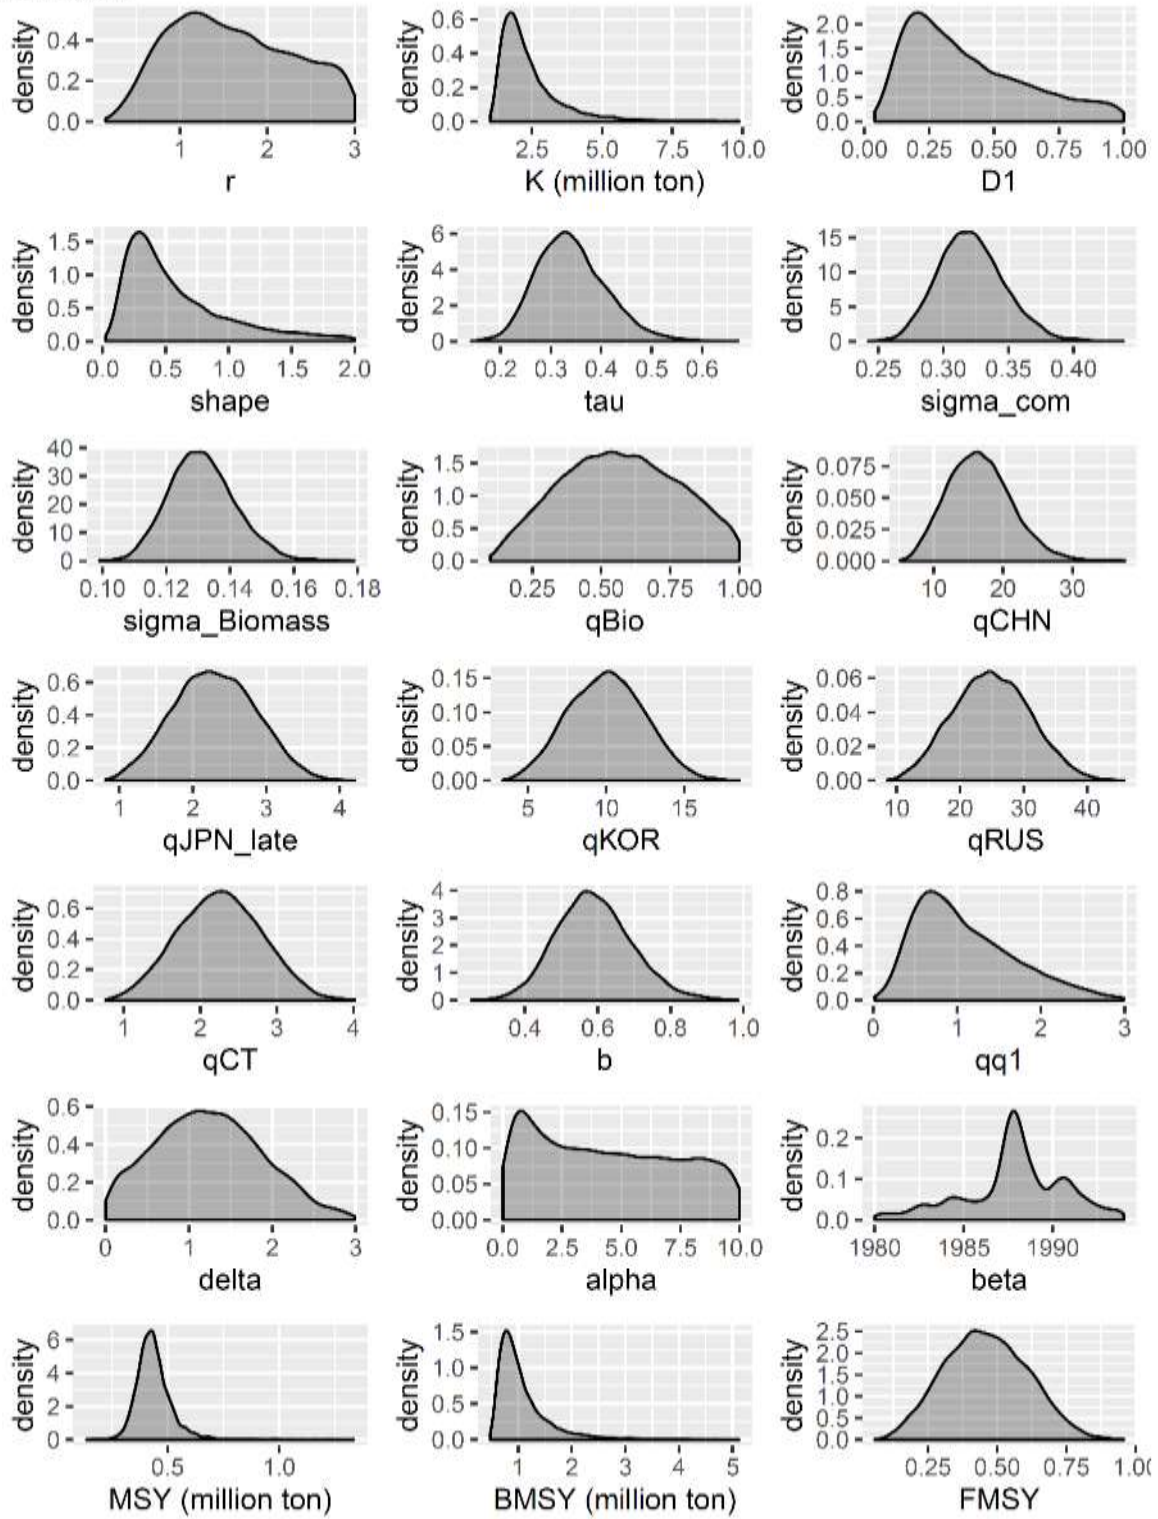 density
0.4
0.2
0.0
1 2 3
r
density
0.6
0.4
0.2
0.0
2.5 5.0 7.5 10.0
K (million ton)
density
2.0
1.5
1.0
0.5
0.0
0.00 0.25 0.50 0.75 1.00
D1
density
1.5
1.0
0.5
0.0
0.0 0.5 1.0 1.5 2.0
shape
density
6
4
2
0
0.2 0.3 0.4 0.5 0.6
tau
density
15
10
5
0
0.25 0.30 0.35 0.40
sigma_com
density
40
30
20
10
0
0.10 0.12 0.14 0.16 0.18
sigma_Biomass
density
1.5
1.0
0.5
0.0
0.25 0.50 0.75 1.00
qBio
density
0.075
0.050
0.025
0.000
10 20 30
qCHN
density
0.6
0.4
0.2
0.0
1 2 3 4
qJPN_late
density
0.15
0.10
0.05
0.00
5 10 15
qKOR
density
0.06
0.04
0.02
0.00
10 20 30 40
qRUS
density
0.6
0.4
0.2
0.0
1 2 3 4
qCT
density
4
3
2
1
0
0.4 0.6 0.8 1.0
b
density
0.8
0.6
0.4
0.2
0.0
0 1 2 3
qq1
density
0.6
0.4
0.2
0.0
0 1 2 3
delta
density
0.15
0.10
0.05
0.00
0.0 2.5 5.0 7.5 10.0
alpha
density
0.2
0.1
0.0
1980 1985 1990
beta
density
6
4
2
0
0.5 1.0
MSY (million ton)
density
1.5
1.0
0.5
0.0
1 2 3 4 5
BMSY (million ton)
density
2.5
2.0
1.5
1.0
0.5
0.0
0.25 0.50 0.75
FMSY